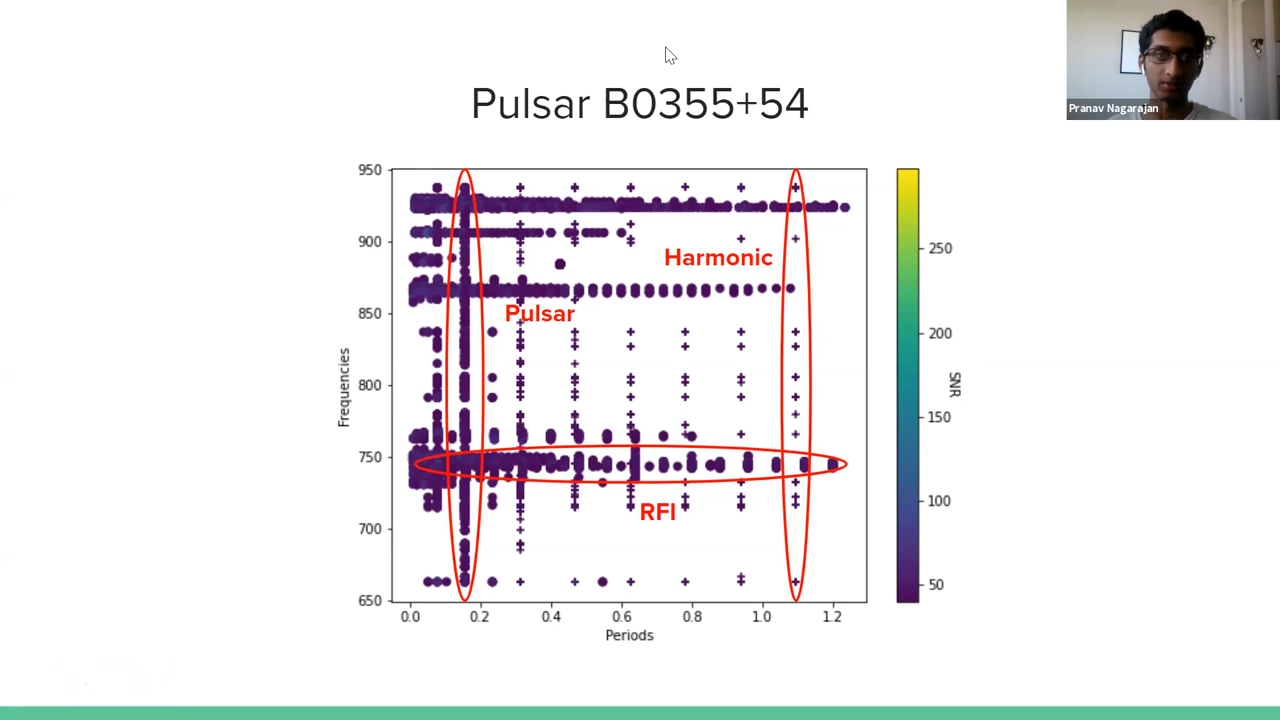 Pranav Nagarajan
Pulsar B0355+54
950
900
850
800
750
700
650
Frequencies
0.0 0.2 0.4 0.6 0.8 1.0 1.2
Periods
Harmonic
Pulsar
RFI
250
200
150
100
50
SNR